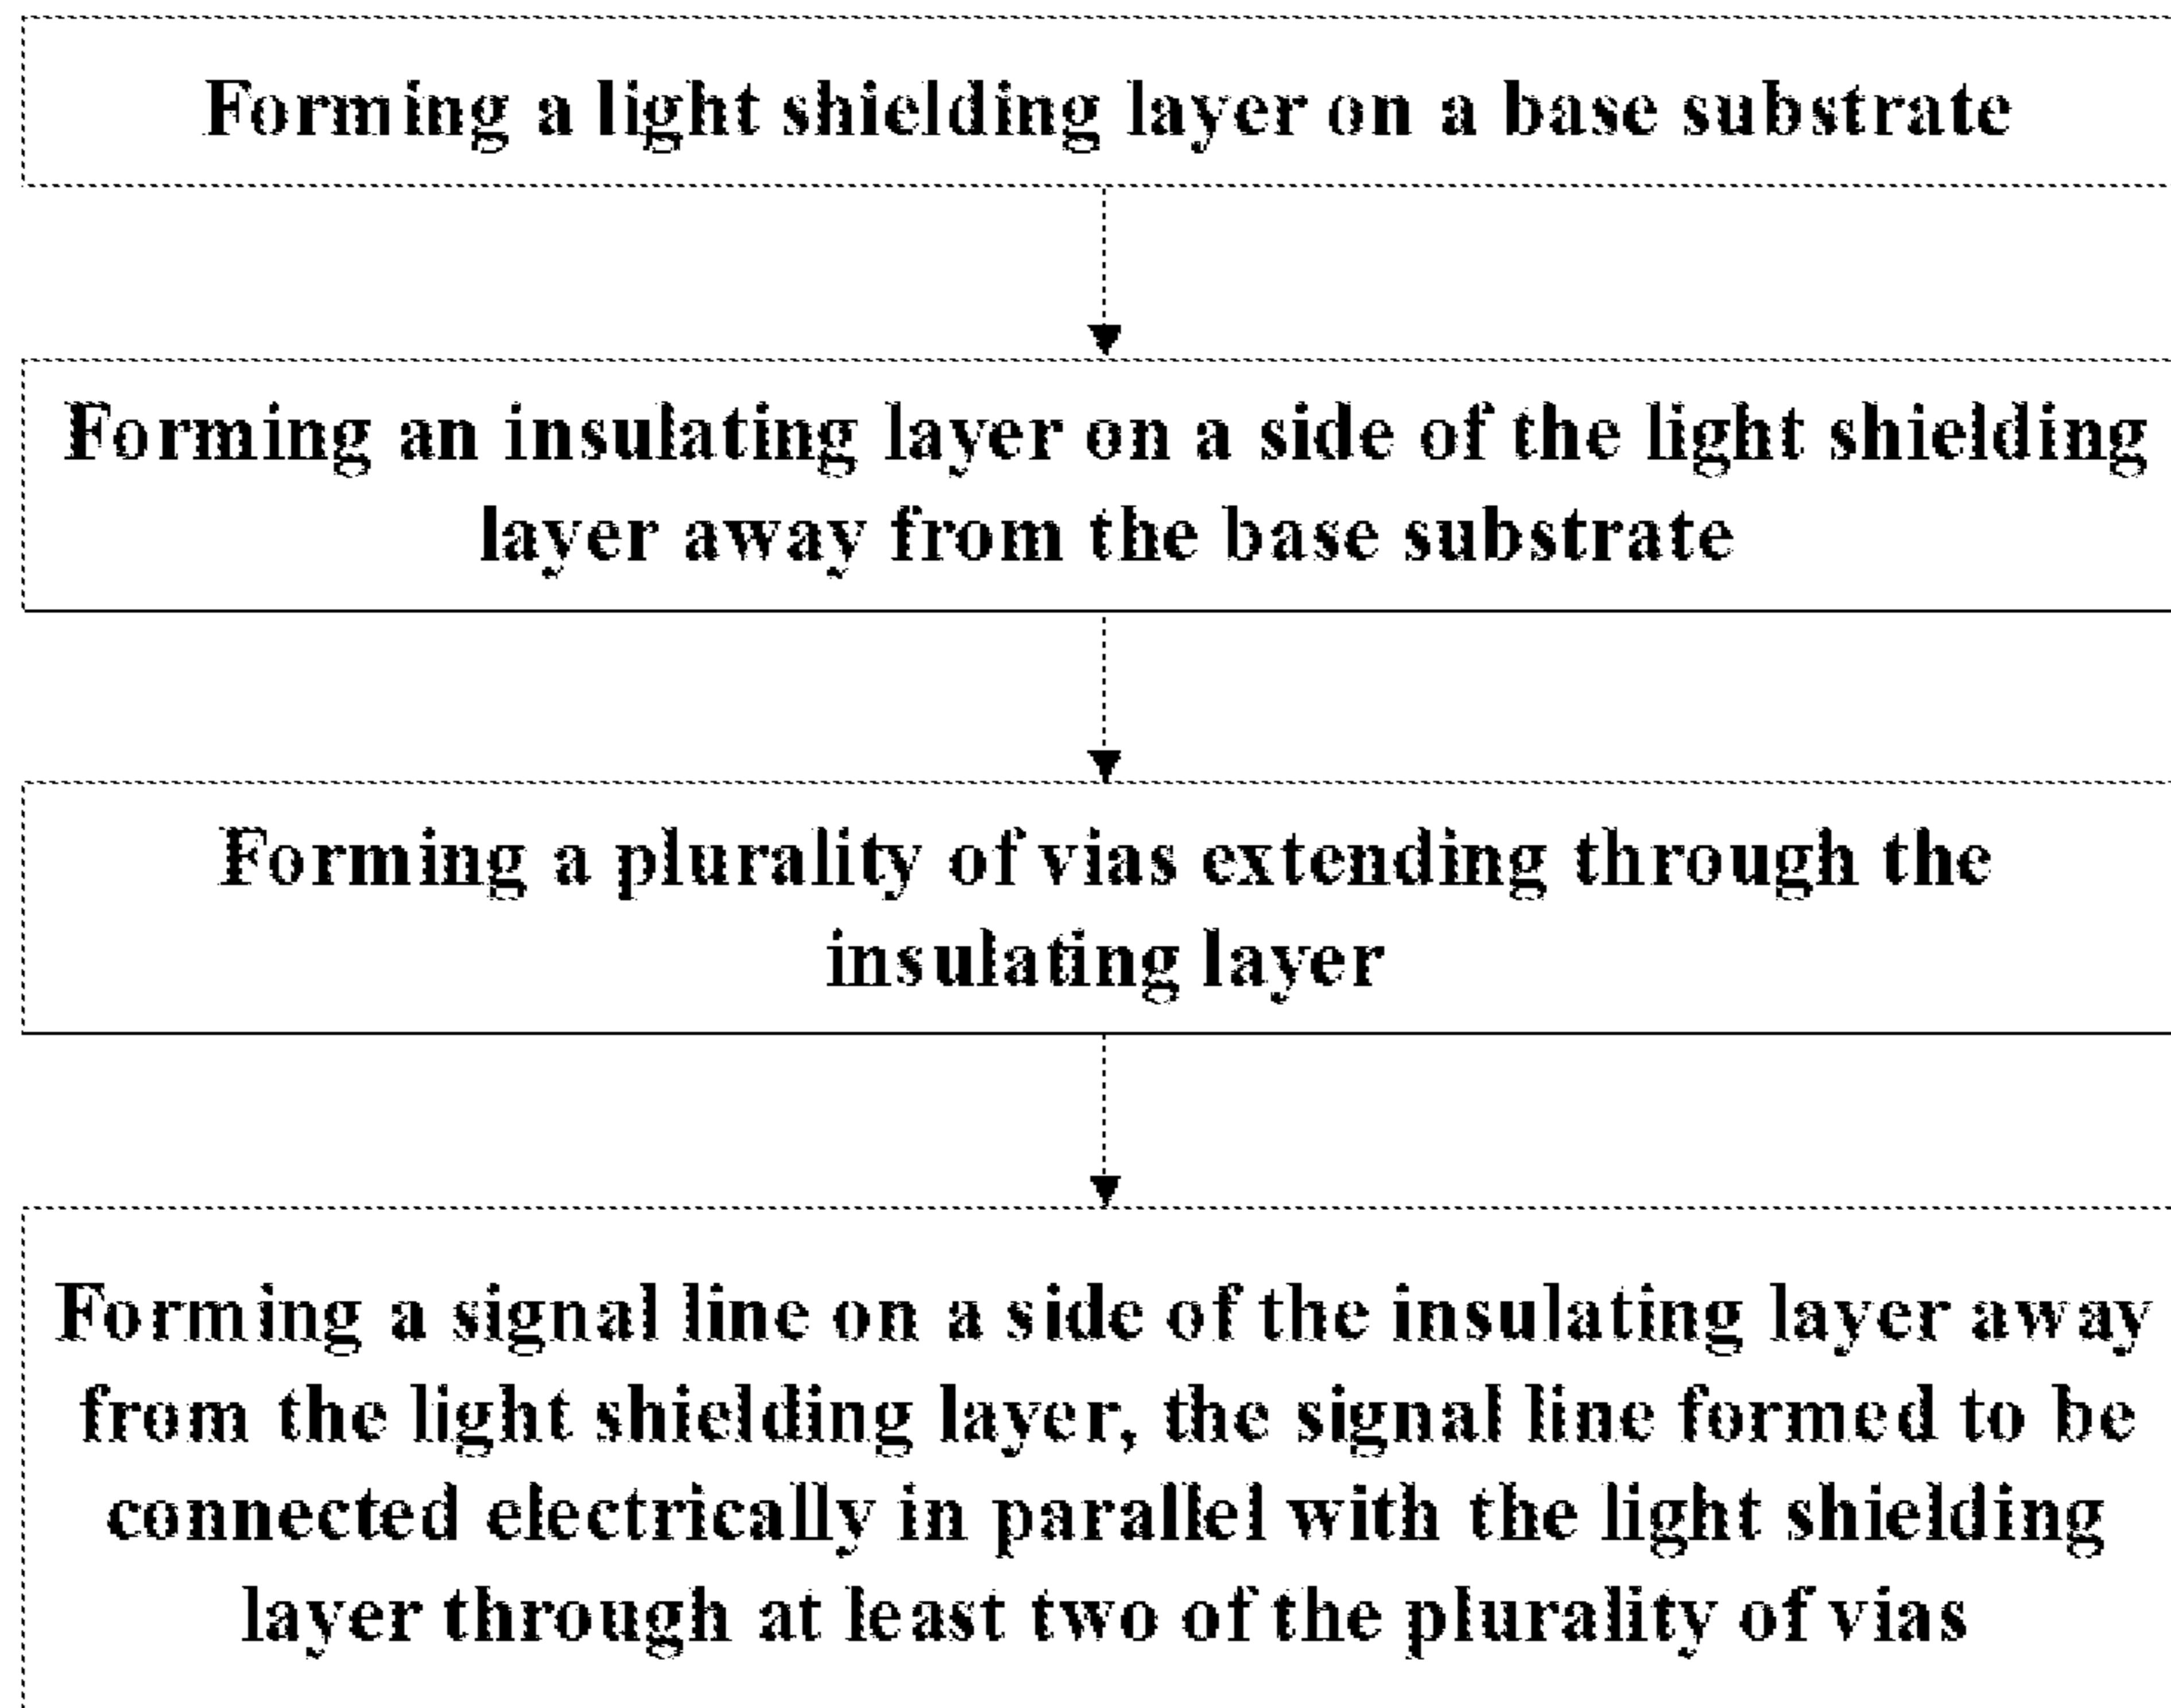 Forming a light shielding layer on a base substrate
Forming an insulating layer on a side of the light shielding
layer away from the base substrate
Forming a plurality of vias extending through the
insulating layer
Forming a signal line on a side of the insulating layer away
from the light shielding layer, the signal line formed to be
connected electrically in parallel with the light shielding
layer through at least two of the plurality of vias